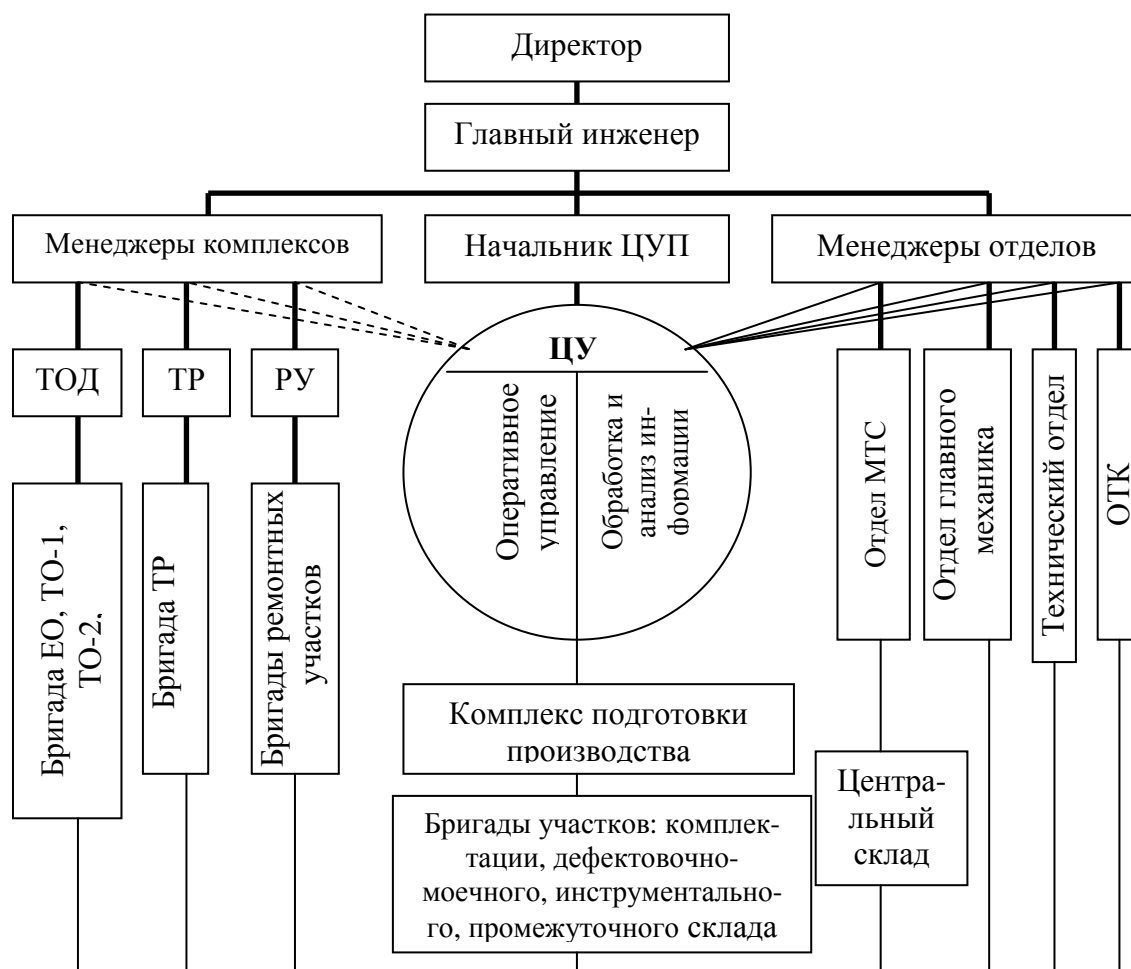 Директор
Главный инженер
Менеджеры комплексов
Начальник ЦУП
Менеджеры отделов
ЦУ
ТОД
ТР
РУ
Оперативное
управление
Обработка и
анализ ин-
формации
Отдел МТС
Отдел главного
механика
Технический отдел
ОТК
Бригада ЕО, ТО-1,
ТО-2.
Бригада ТР
Бригады ремонтных
участков
Комплекс подготовки
производства
Центра-
льный
склад
Бригады участков: комплек-
тации, дефектовочно-
моечного, инструментально-
го, промежуточного склада